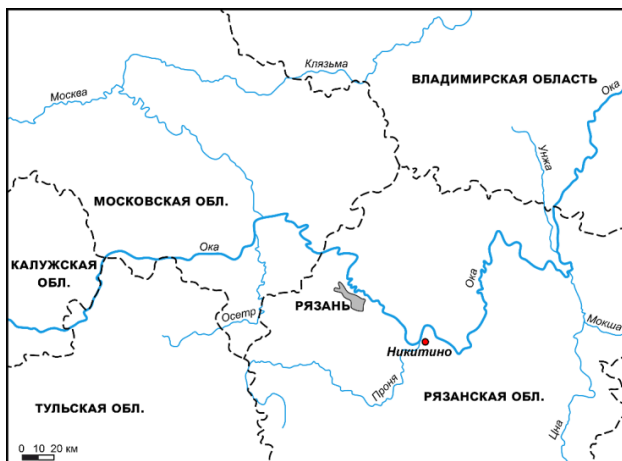 Клязьма
ВЛАДИМИРСКАЯ ОБЛАСТЬ
Ока
Москва
Унжа
МОСКОВСКАЯ ОБЛ.
Ока
КАЛУЖСКАЯ
ОБЛ.
Ока
РЯЗАНЬ
Осетр
Мокша
Никитино
Проня
РЯЗАНСКАЯ ОБЛ.
ТУЛЬСКАЯ ОБЛ.
Цна
0 10 20 км